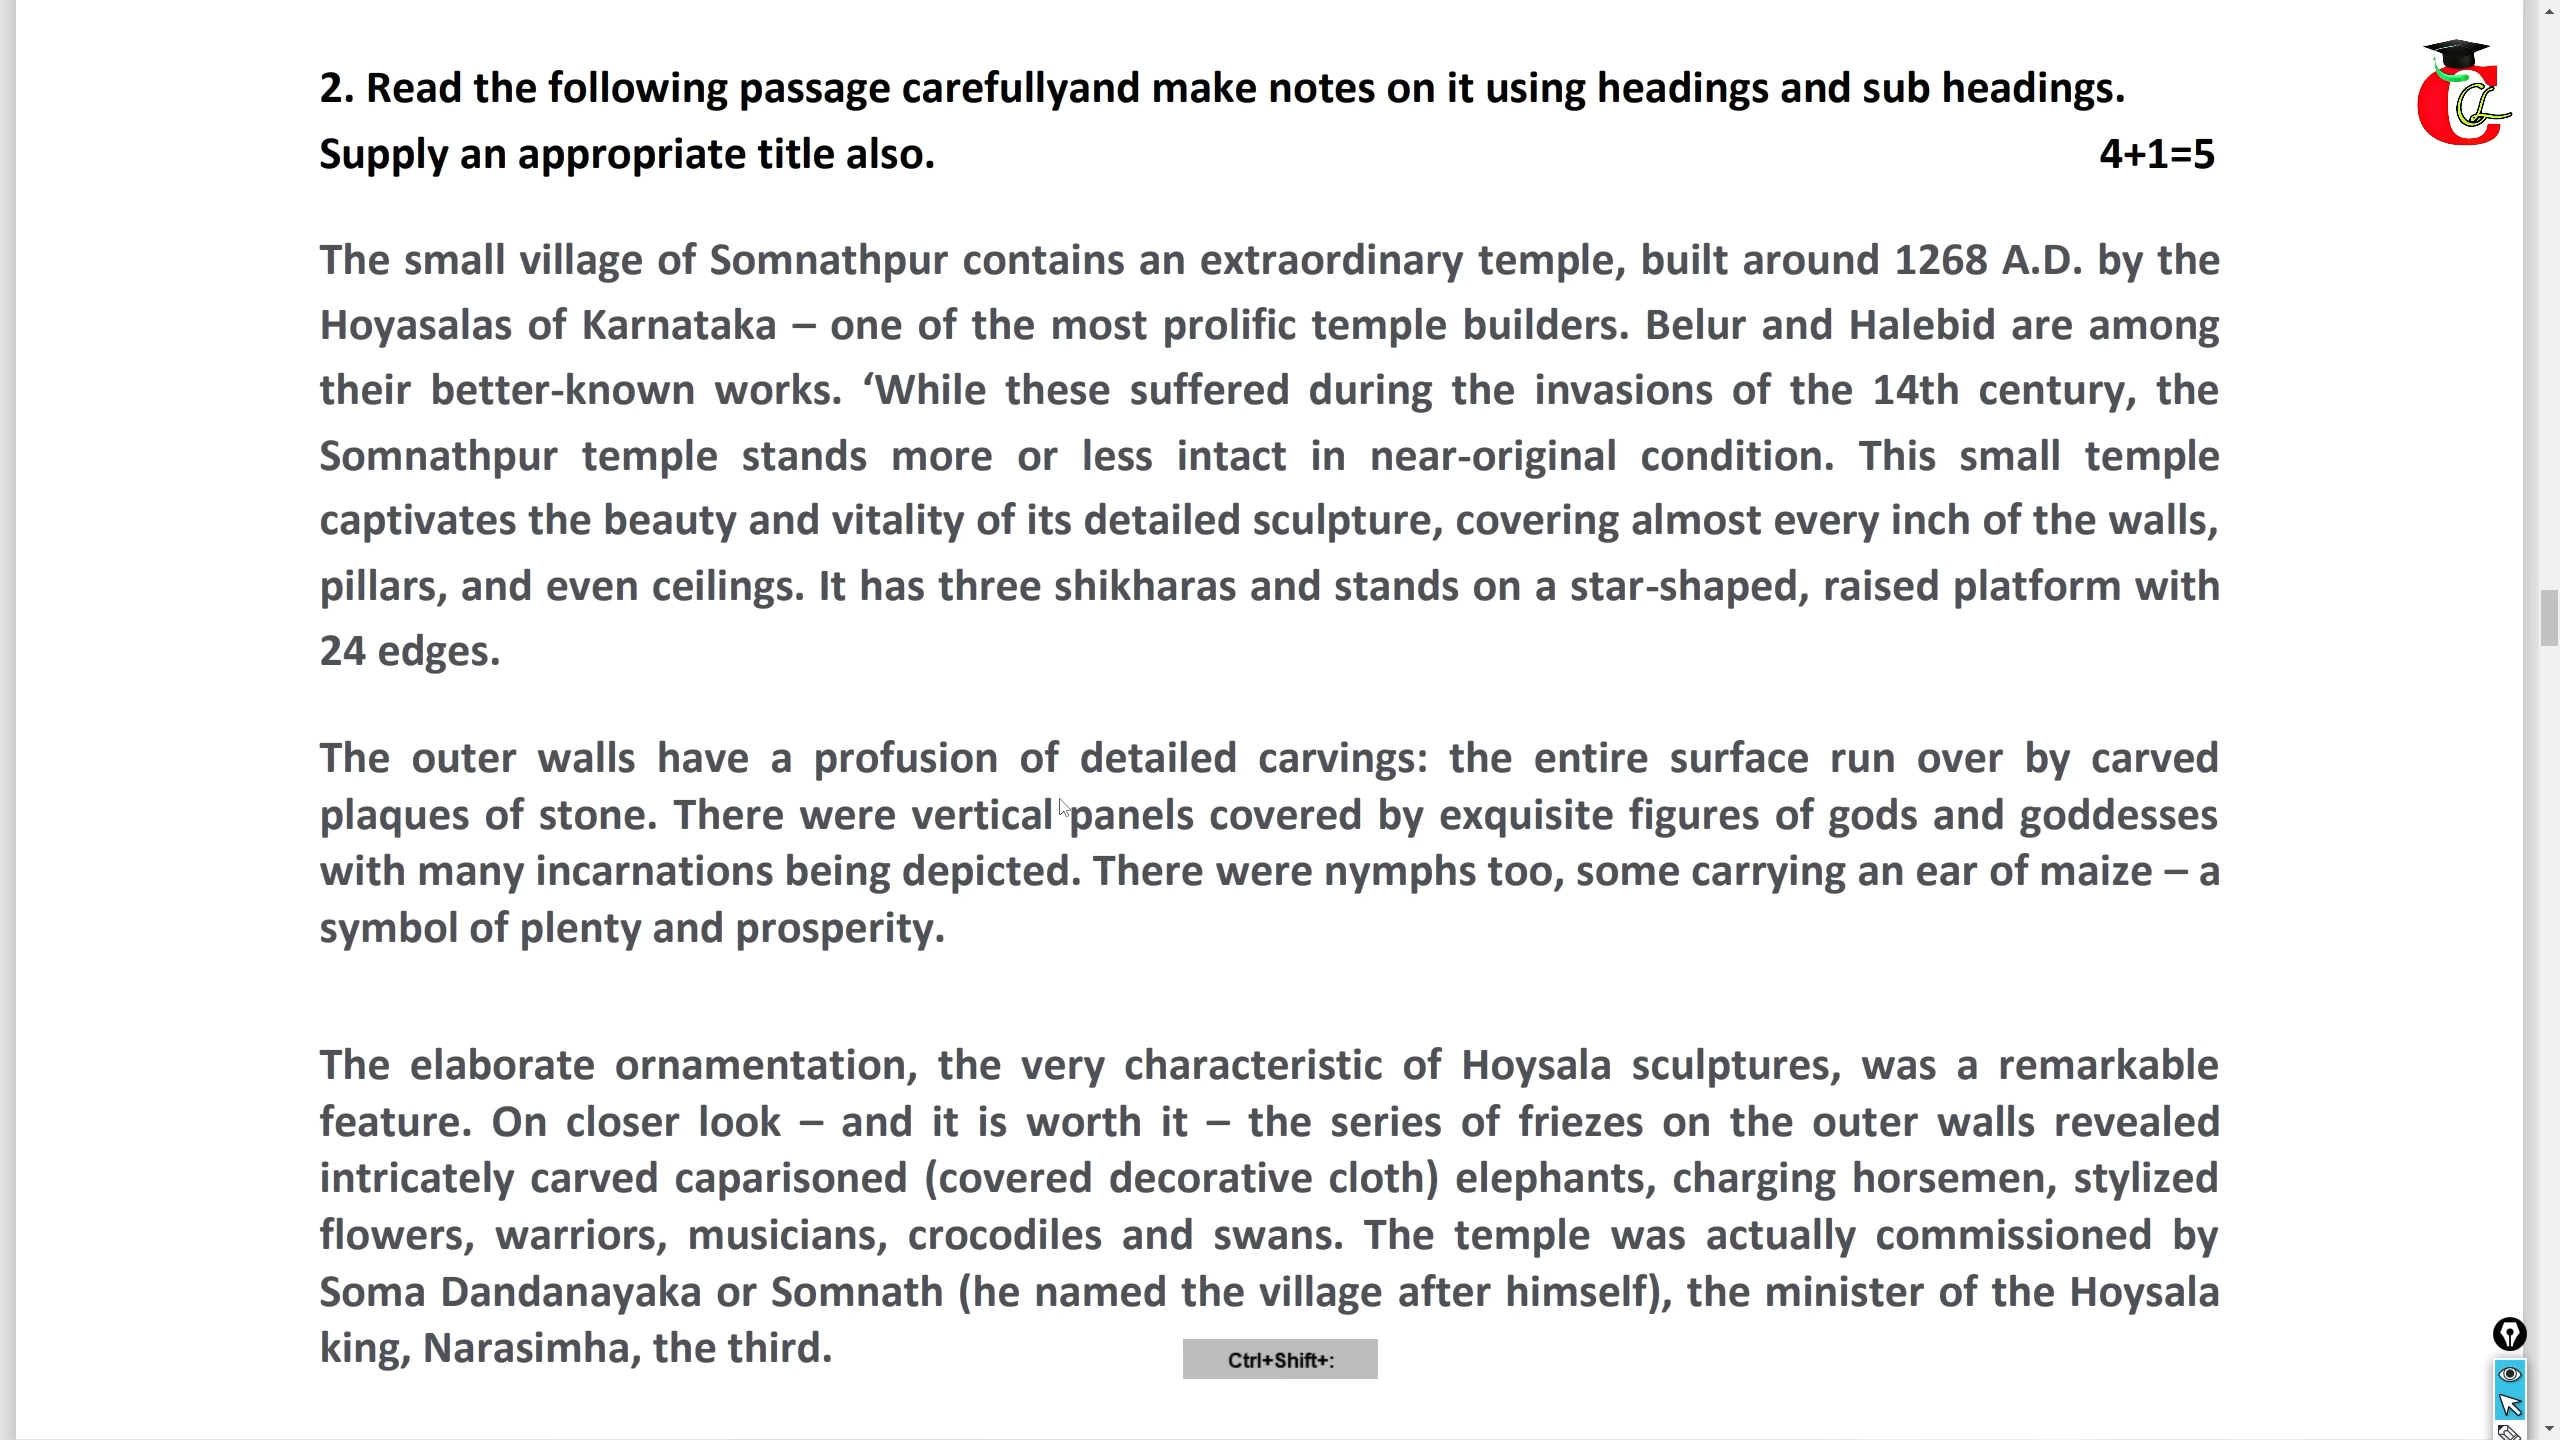 2. Read the following passage carefullyand make notes on it using headings and sub headings.
Supply an appropriate title also. 4+1=5
The small village of Somnathpur contains an extraordinary temple, built around 1268 A.D. by the
Hoyasalas of Karnataka – one of the most prolific temple builders. Belur and Halebid are among
their better-known works. ‘While these suffered during the invasions of the 14th century, the
Somnathpur temple stands more or less intact in near-original condition. This small temple
captivates the beauty and vitality of its detailed sculpture, covering almost every inch of the walls,
pillars, and even ceilings. It has three shikharas and stands on a star-shaped, raised platform with
24 edges.
The outer walls have a profusion of detailed carvings: the entire surface run over by carved
plaques of stone. There were vertical panels covered by exquisite figures of gods and goddesses
with many incarnations being depicted. There were nymphs too, some carrying an ear of maize – a
symbol of plenty and prosperity.
The elaborate ornamentation, the very characteristic of Hoysala sculptures, was a remarkable
feature. On closer look – and it is worth it – the series of friezes on the outer walls revealed
intricately carved caparisoned (covered decorative cloth) elephants, charging horsemen, stylized
flowers, warriors, musicians, crocodiles and swans. The temple was actually commissioned by
Soma Dandanayaka or Somnath (he named the village after himself), the minister of the Hoysala
king, Narasimha, the third.
Ctrl+Shift+: